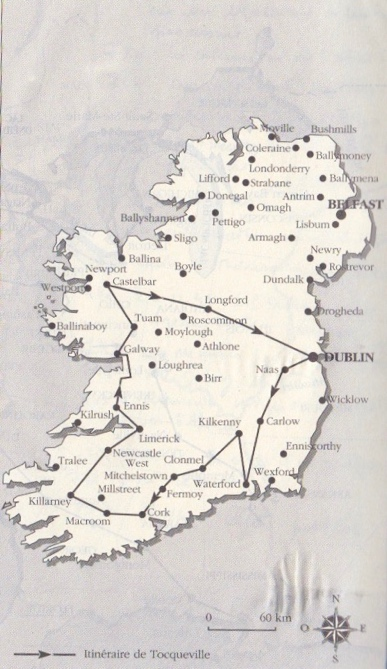 Moville
Bushmills
Coleraine
Ballymoney
Londonderry
Lifford
Strabane
Ballymena
Donegal
Antrim
Omagh
BELFAST
Ballyshannon
Pettigo
Lisburn
Sligo
Armagh
Newry
Ballina
Rostrevor
Newport
Boyle
Castelbar
Dundalk
Westport
Longford
Roscommon
Drogheda
Tuam
Ballinaboy
Moylough
Athlone
Galway
DUBLIN
Loughrea
Naas
Birr
Wicklow
Ennis
Kilrush
Kilkenny
Carlow
Limerick
Enniscorthy
Newcastle
West
Clonmel
Tralee
Mitchelstown
Wexford
Millstreet
Waterford
Fermoy
Killarney
Cork
Macroom
N
0 60 km
O E
S
Itinéraire de Tocqueville